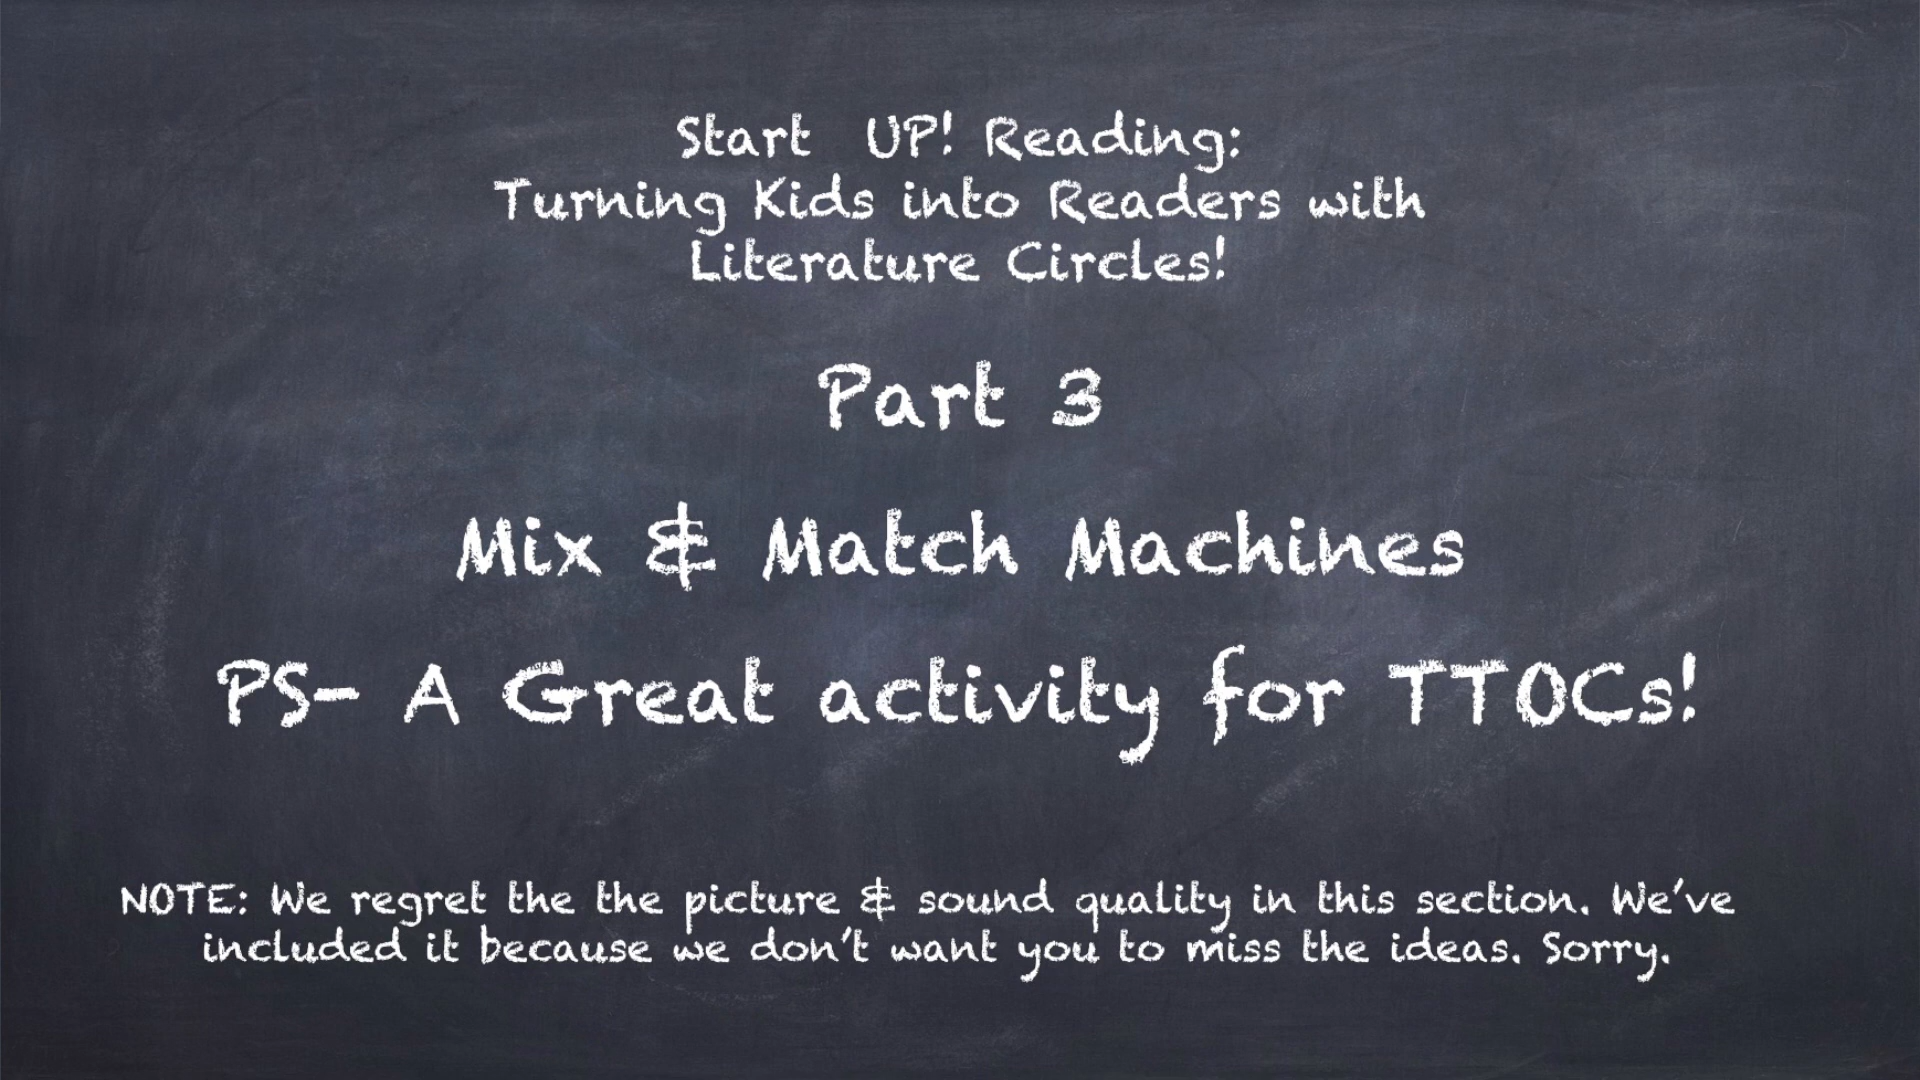 Start UP! Reading:
Turning Kids into Readers with
Literature Circles!
Part 3
Mix & Match Machines
PS- A Great activity for TTOCs!
NOTE: We regret the the picture & sound quality in this section. We've
included it because we don't want you to miss the ideas. Sorry.